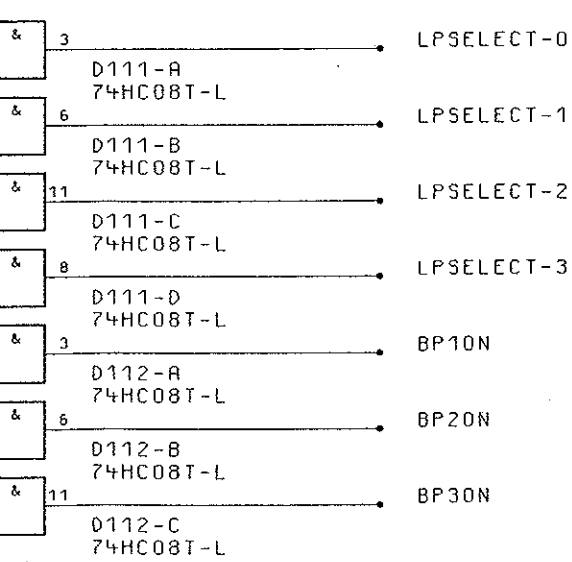 & 3 LPSELECT-0
D111-A
74HC08T-L
& 6 LPSELECT-1
D111-B
74HC08T-L
& 11 LPSELECT-2
D111-C
74HC08T-L
& 8 LPSELECT-3
D111-D
74HC08T-L
& 3 BP1ON
D112-A
74HC08T-L
& 6 BP2ON
D112-B
74HC08T-L
& 11 BP3ON
D112-C
74HC08T-L